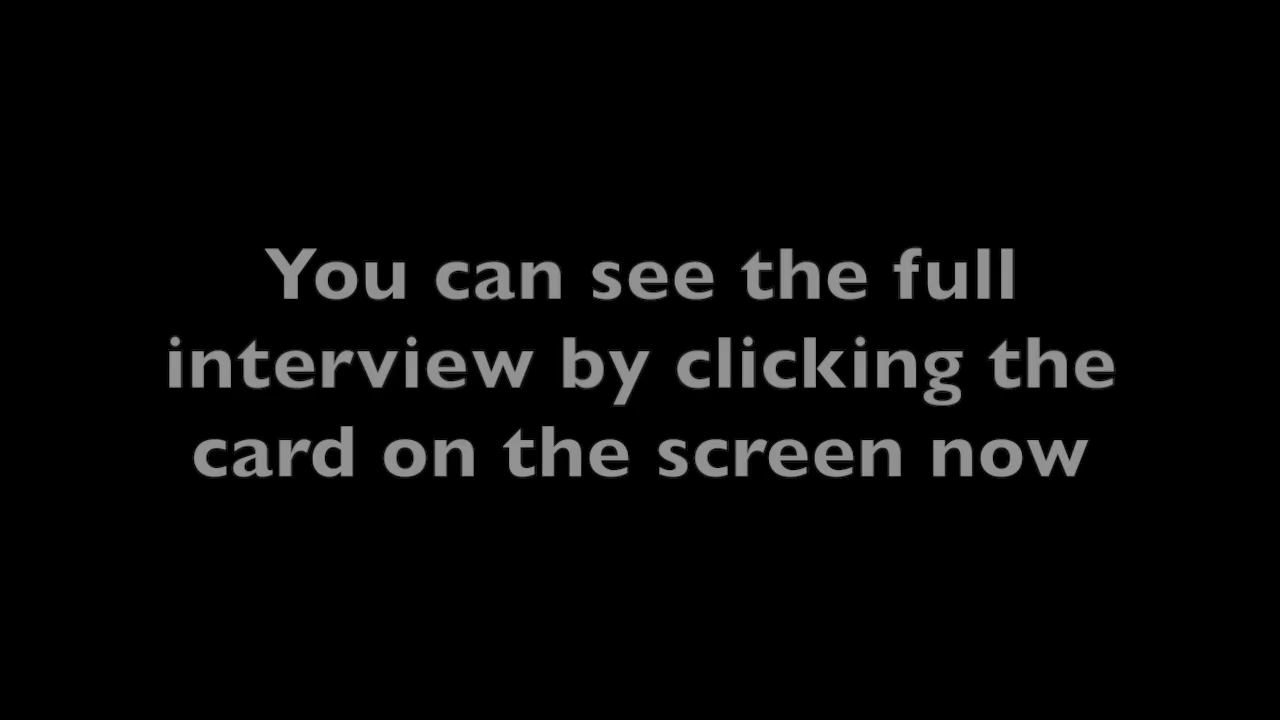 You can see the full
interview by clicking the
card on the screen now